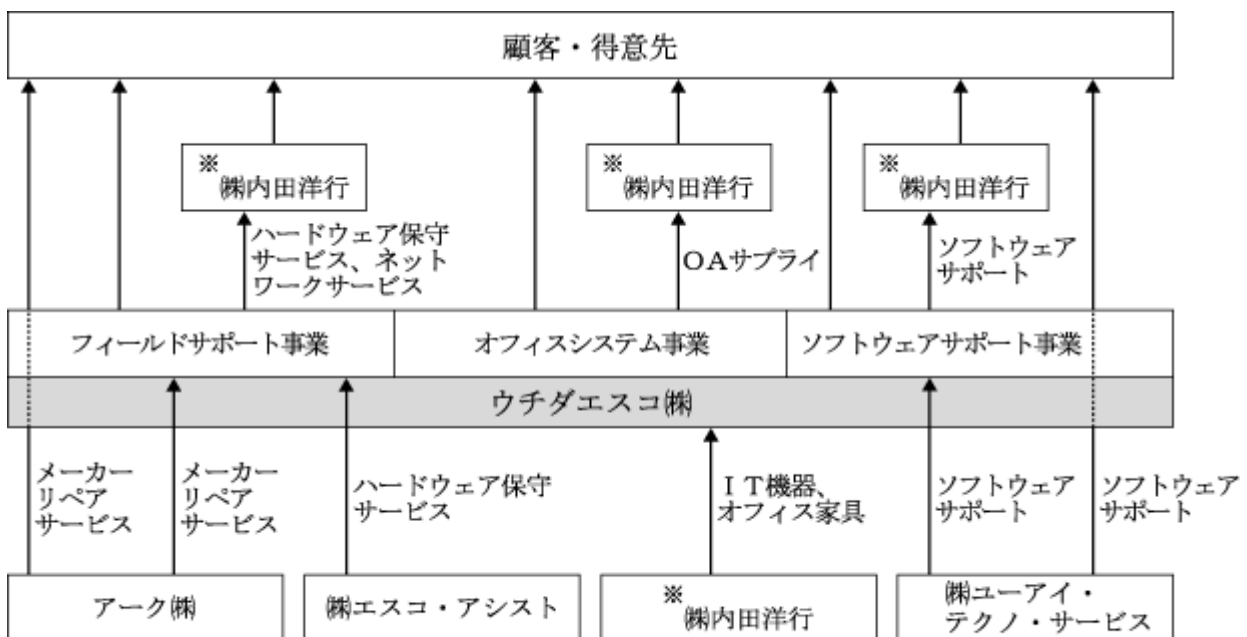 顧客・得意先
※
㈱内田洋行
※
㈱内田洋行
※
㈱内田洋行
ハードウェア保守
サービス、ネット
ワークサービス
OAサプライ
ソフトウェア
サポート
フィールドサポート事業
オフィスシステム事業
ソフトウェアサポート事業
ウチダエスコ㈱
メーカー
リペア
サービス
メーカー
リペア
サービス
ハードウェア保守
サービス
ＩＴ機器、
オフィス家具
ソフトウェア
サポート
ソフトウェア
サポート
アーク㈱
㈱エスコ・アシスト
※
㈱内田洋行
㈱ユーアイ・
テクノ・サービス